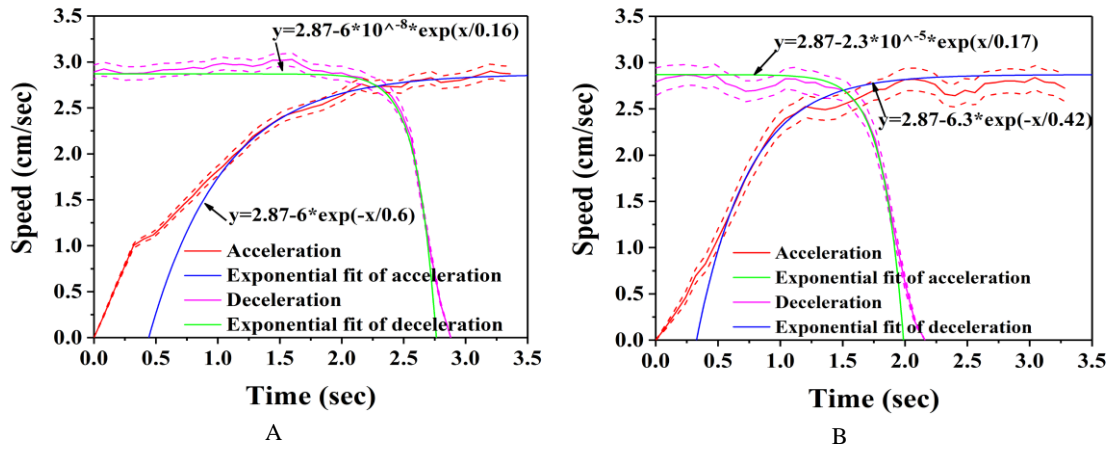 y=2.87-6*10^-8*exp(x/0.16)
y=2.87-6*exp(-x/0.6)
Acceleration
Exponential fit of acceleration
Deceleration
Exponential fit of deceleration
Speed (cm/sec)
3.5
3.0
2.5
2.0
1.5
1.0
0.5
0.0
0.0 0.5 1.0 1.5 2.0 2.5 3.0 3.5
Time (sec)
A
y=2.87-2.3*10^-5*exp(x/0.17)
y=2.87-6.3*exp(-x/0.42)
Acceleration
Exponential fit of acceleration
Deceleration
Exponential fit of deceleration
Speed (cm/sec)
3.5
3.0
2.5
2.0
1.5
1.0
0.5
0.0
0.0 0.5 1.0 1.5 2.0 2.5 3.0 3.5
Time (sec)
B